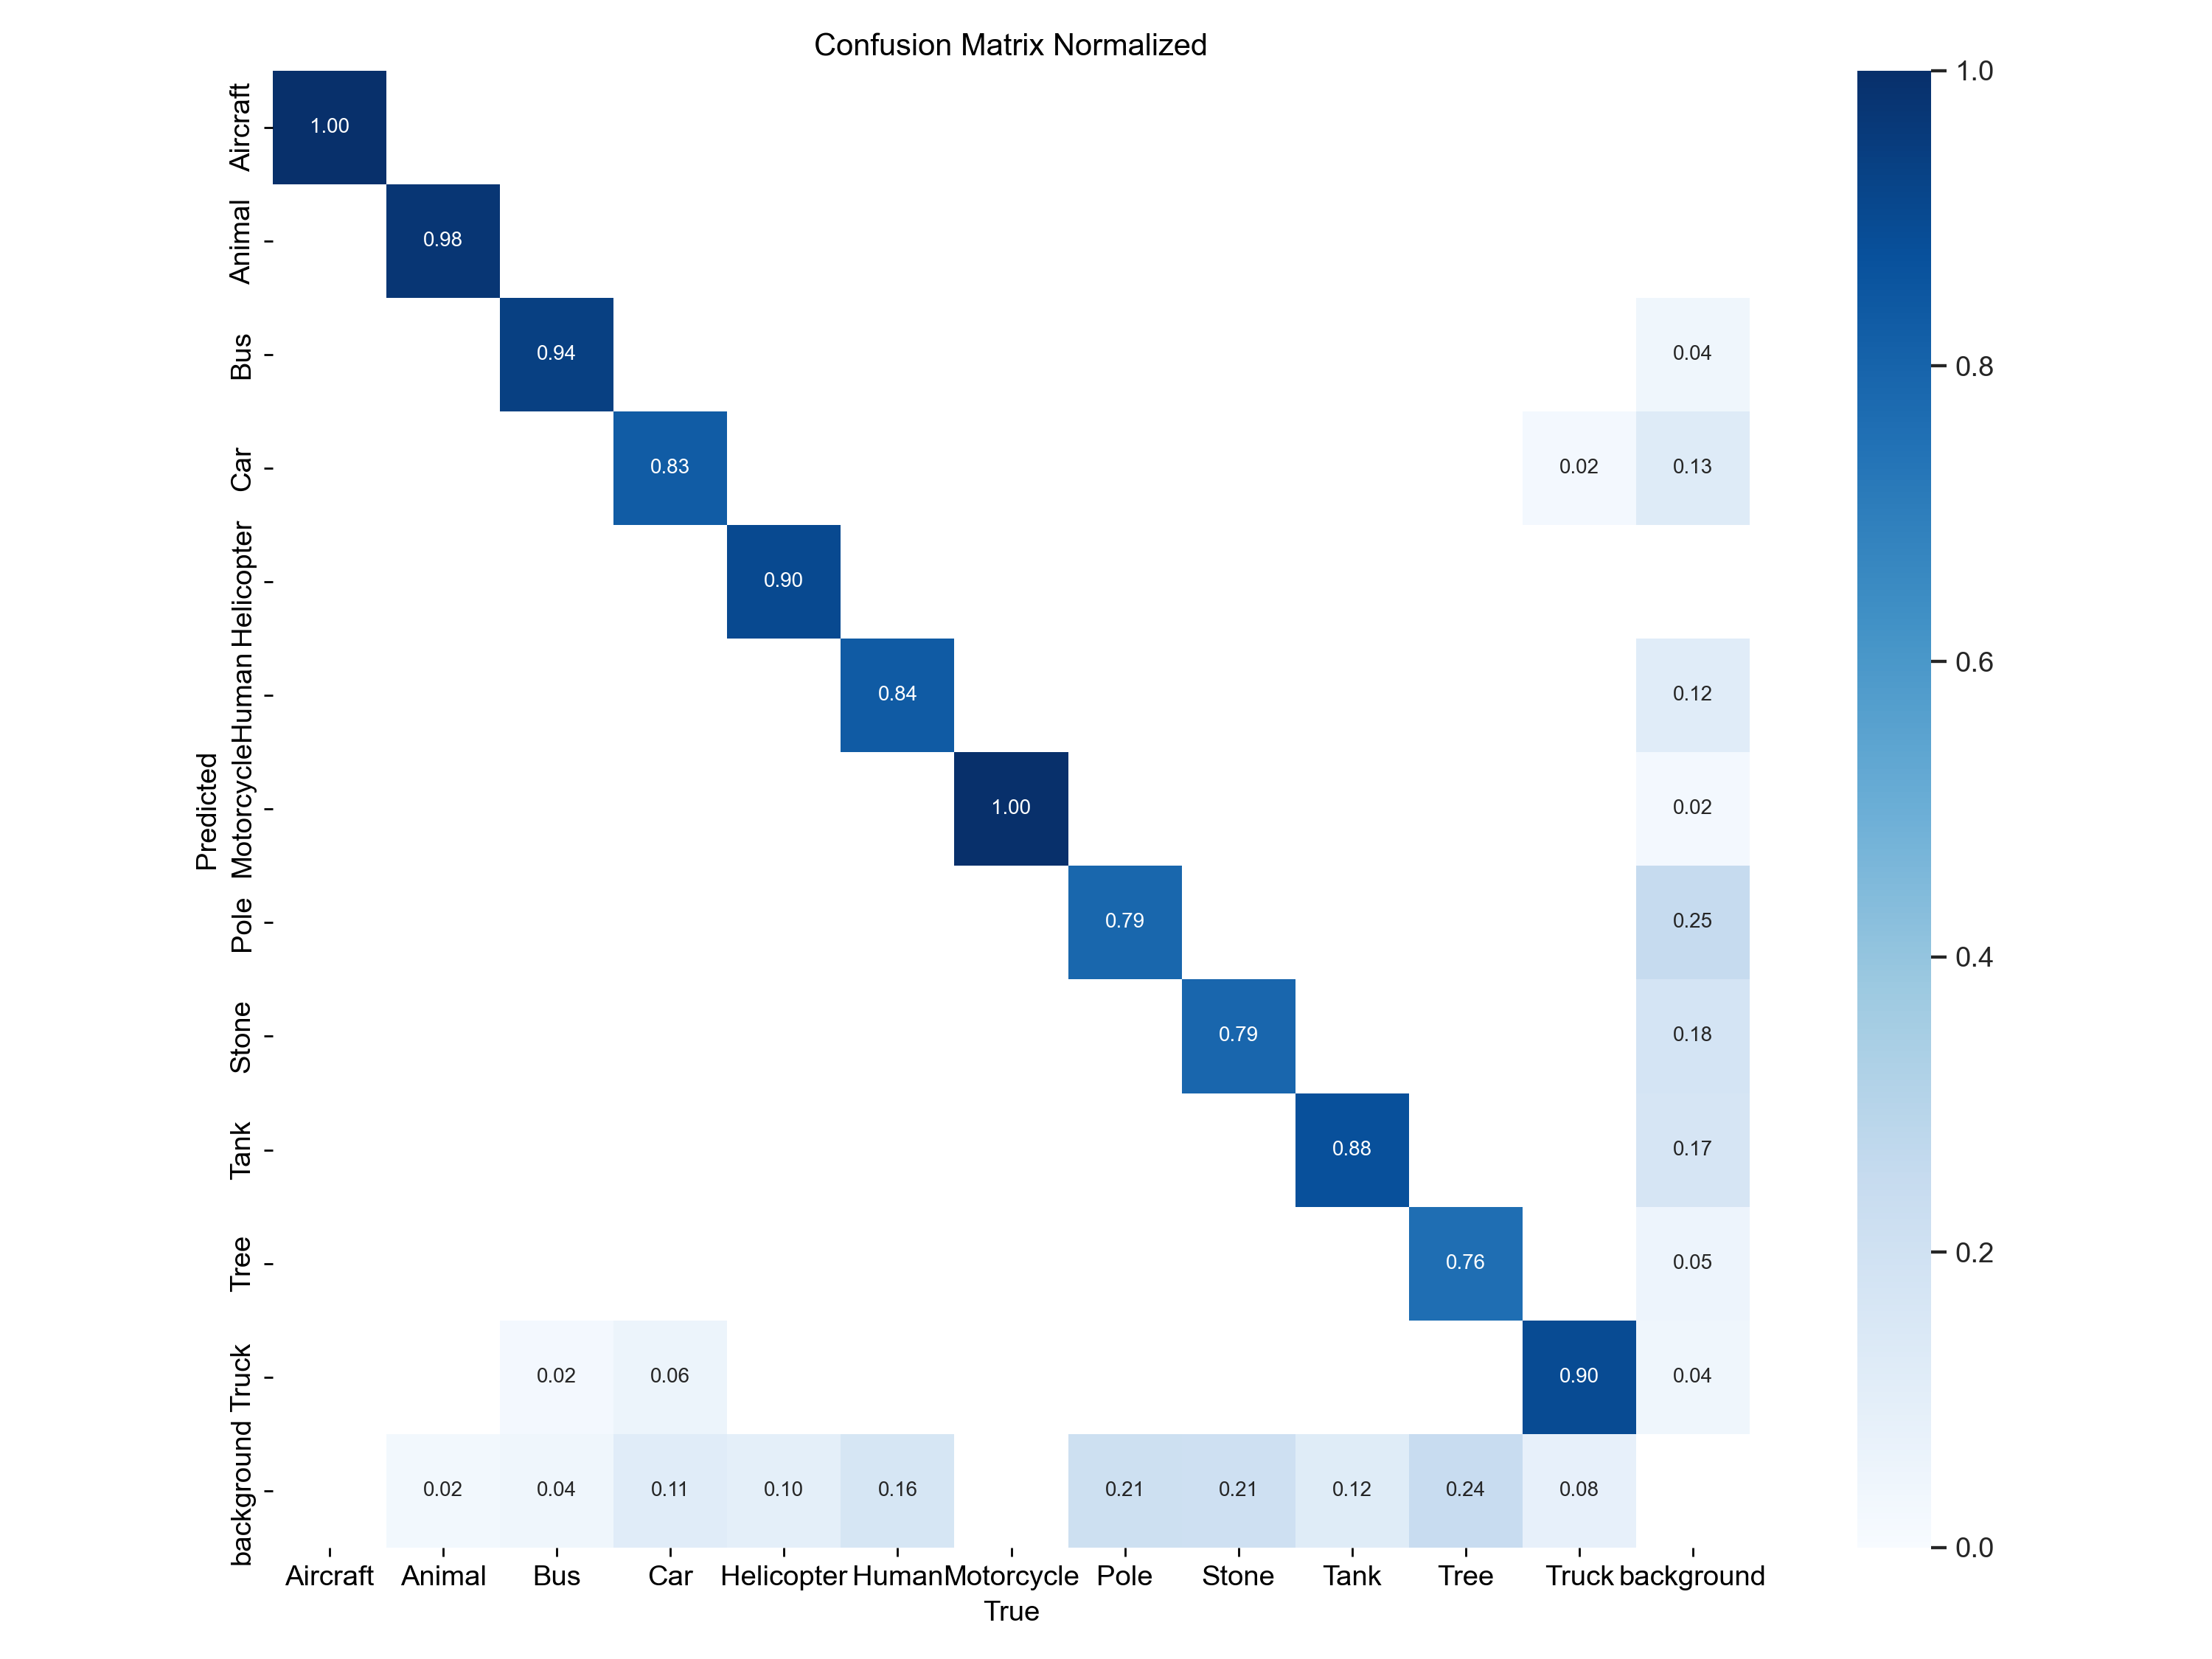 Confusion Matrix Normalized
Aircraft 1.00
Animal 0.98
Bus 0.94 0.04
Car 0.83 0.02 0.13
Helicopter 0.90
Human 0.84 0.12
Motorcycle 1.00 0.02
Pole 0.79 0.25
Stone 0.79 0.18
Tank 0.88 0.17
Tree 0.76 0.05
Truck 0.02 0.06 0.90 0.04
background 0.02 0.04 0.11 0.10 0.16 0.21 0.21 0.12 0.24 0.08
Predicted
Aircraft Animal Bus Car Helicopter Human Motorcycle Pole Stone Tank Tree Truck background
True
1.0
0.8
0.6
0.4
0.2
0.0